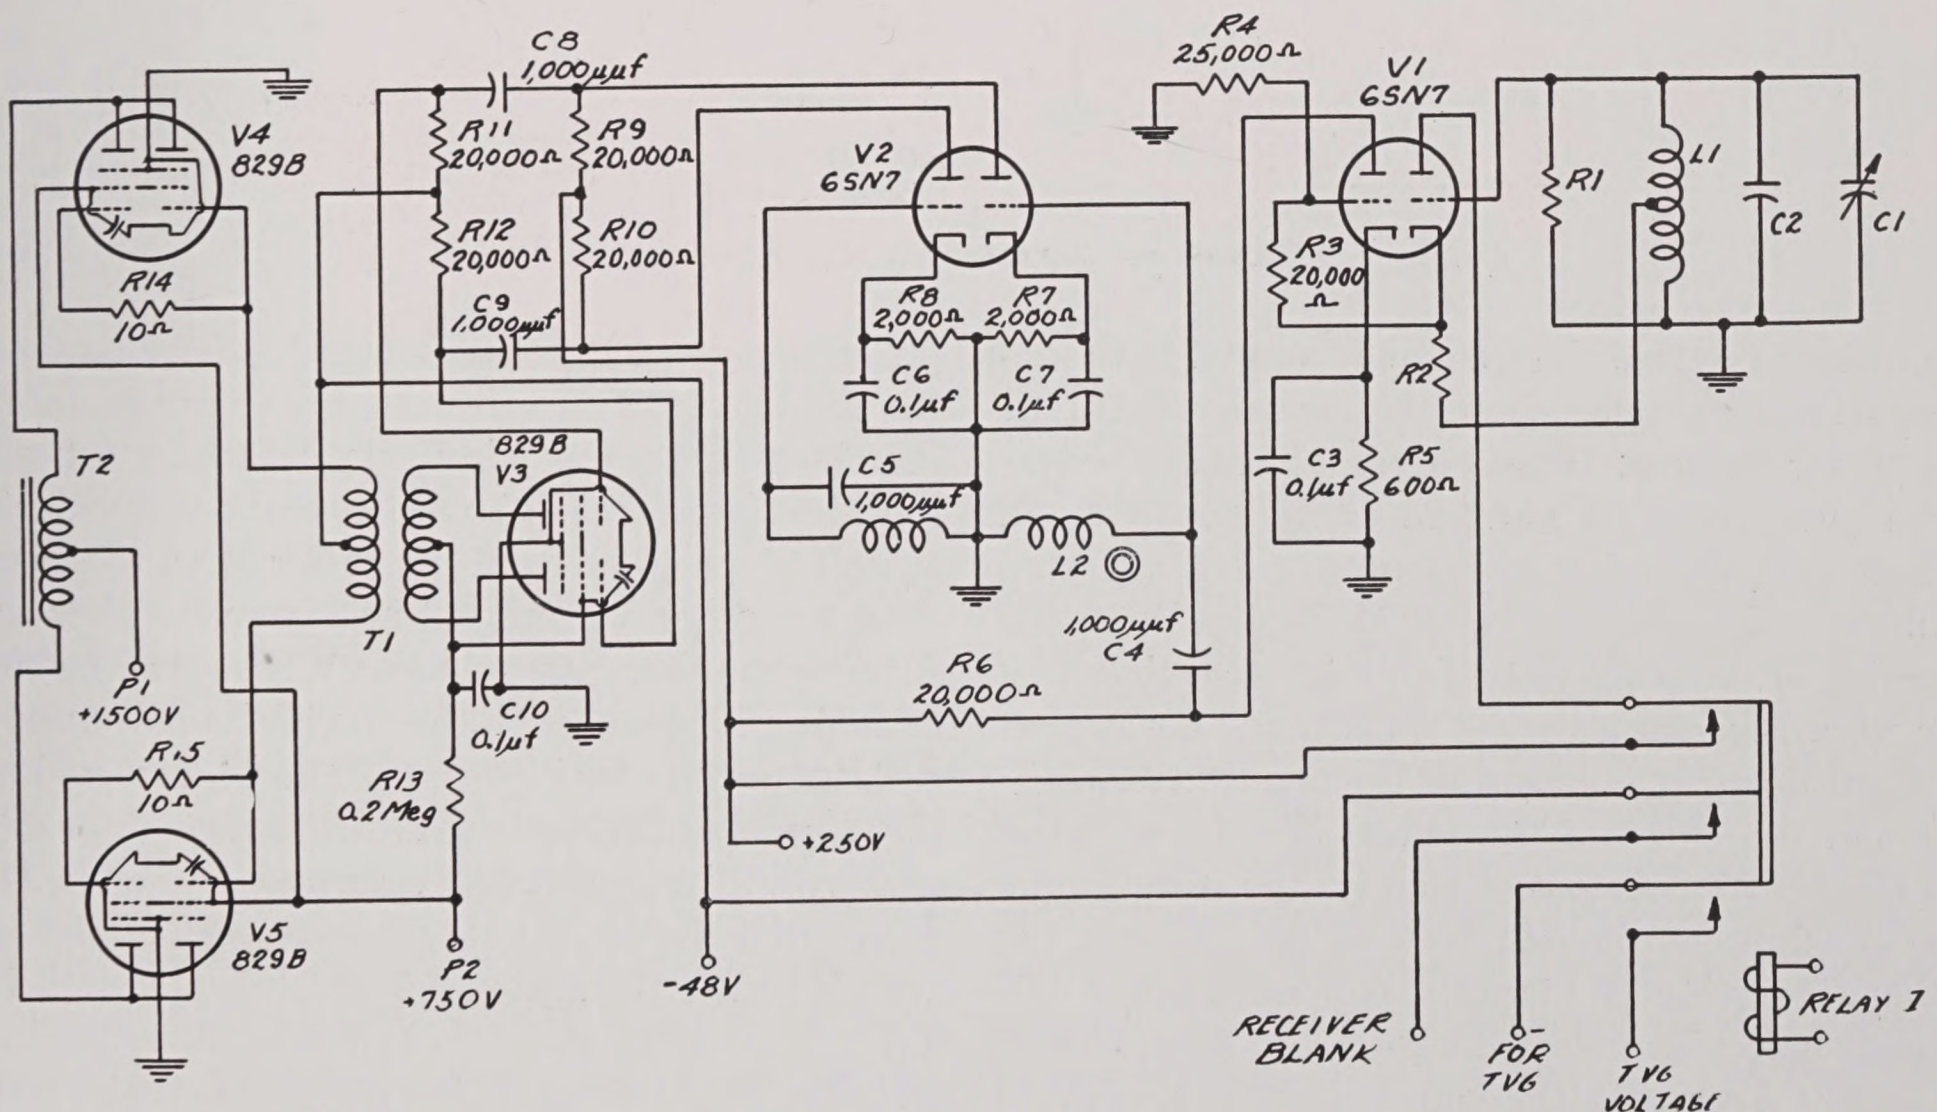 C8
1,000µµf
R4
25,000Ω
V1
6SN7
V4
829B
R11
20,000Ω
R9
20,000Ω
V2
6SN7
R1
L1
C2
C1
R12
20,000Ω
R10
20,000Ω
R3
20,000
Ω
R14
10Ω
C9
1,000µµf
R8
2,000Ω
R7
2,000Ω
R2
C6
0.1µf
C7
0.1µf
829B
V3
T2
C5
1,000µµf
C3
0.1µf
R5
600Ω
L2
T1
1,000µµf
C4
R6
20,000Ω
P1
+1500V
C10
0.1µf
R15
10Ω
R13
0.2Meg
+250V
V5
829B
P2
+750V
-48V
RELAY I
RECEIVER
BLANK
-
FOR
TVG
TVG
VOLTAGE